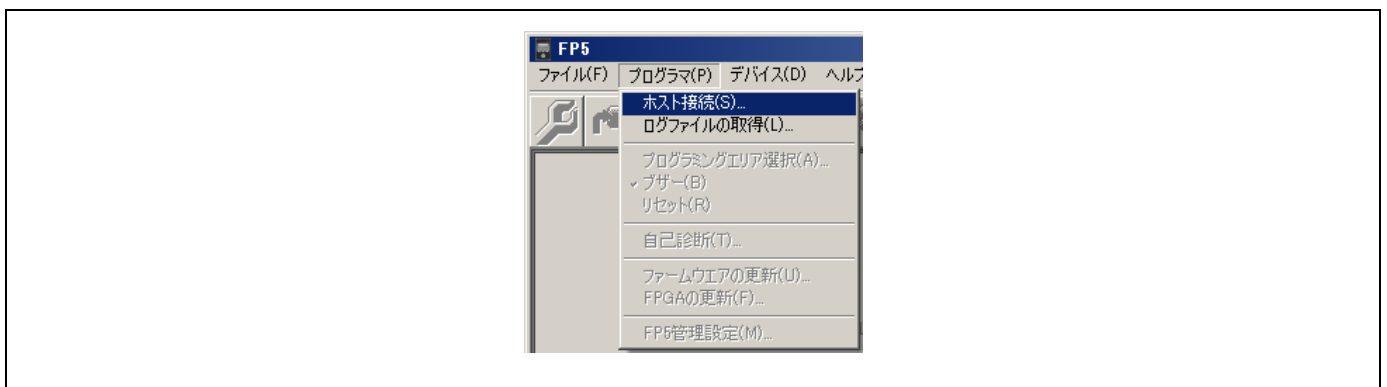 FP5
ファイル(F) プログラマ(P) デバイス(D) ヘルプ
ホスト接続(S)...
ログファイルの取得(L)...
プログラミングエリア選択(A)...
ブザー(B)
リセット(R)
自己診断(T)...
ファームウエアの更新(U)...
FPGAの更新(F)...
FP5管理設定(M)...